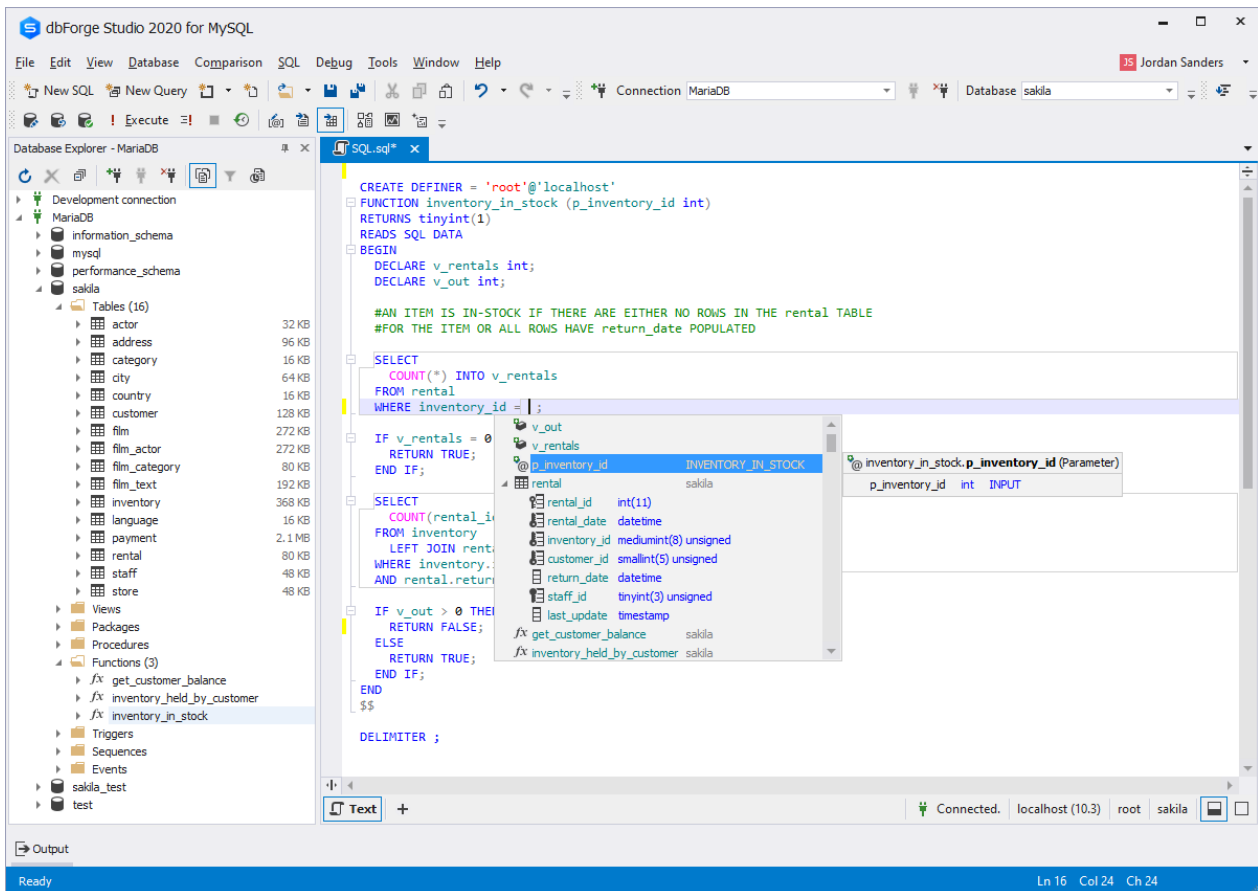 dbForge Studio 2020 for MySQL
File Edit View Database Comparison SQL Debug Tools Window Help
JS Jordan Sanders
New SQL New Query Connection MariaDB Database sakila
! Execute
Database Explorer - MariaDB
Development connection
MariaDB
information_schema
mysql
performance_schema
sakila
Tables (16)
actor 32 KB
address 96 KB
category 16 KB
city 64 KB
country 16 KB
customer 128 KB
film 272 KB
film_actor 272 KB
film_category 80 KB
film_text 192 KB
inventory 368 KB
language 16 KB
payment 2.1 MB
rental 80 KB
staff 48 KB
store 48 KB
Views
Packages
Procedures
Functions (3)
fx get_customer_balance
fx inventory_held_by_customer
fx inventory_in_stock
Triggers
Sequences
Events
sakila_test
test
SQL.sql*
CREATE DEFINER = 'root'@'localhost'
FUNCTION inventory_in_stock (p_inventory_id int)
RETURNS tinyint(1)
READS SQL DATA
BEGIN
DECLARE v_rentals int;
DECLARE v_out int;
#AN ITEM IS IN-STOCK IF THERE ARE EITHER NO ROWS IN THE rental TABLE
#FOR THE ITEM OR ALL ROWS HAVE return_date POPULATED
SELECT
COUNT(*) INTO v_rentals
FROM rental
WHERE inventory_id = ;
IF v_rentals = 0
RETURN TRUE;
END IF;
SELECT
COUNT(rental_i
FROM inventory
LEFT JOIN renta
WHERE inventory.
AND rental.return
IF v_out > 0 THE
RETURN FALSE;
ELSE
RETURN TRUE;
END IF;
END
$$
DELIMITER ;
v_out
v_rentals
@ p_inventory_id INVENTORY_IN_STOCK
rental sakila
rental_id int(11)
rental_date datetime
inventory_id mediumint(8) unsigned
customer_id smallint(5) unsigned
return_date datetime
staff_id tinyint(3) unsigned
last_update timestamp
fx get_customer_balance sakila
fx inventory_held_by_customer sakila
@ inventory_in_stock.p_inventory_id (Parameter)
p_inventory_id int INPUT
Text +
Connected. localhost (10.3) root sakila
Output
Ready Ln 16 Col 24 Ch 24